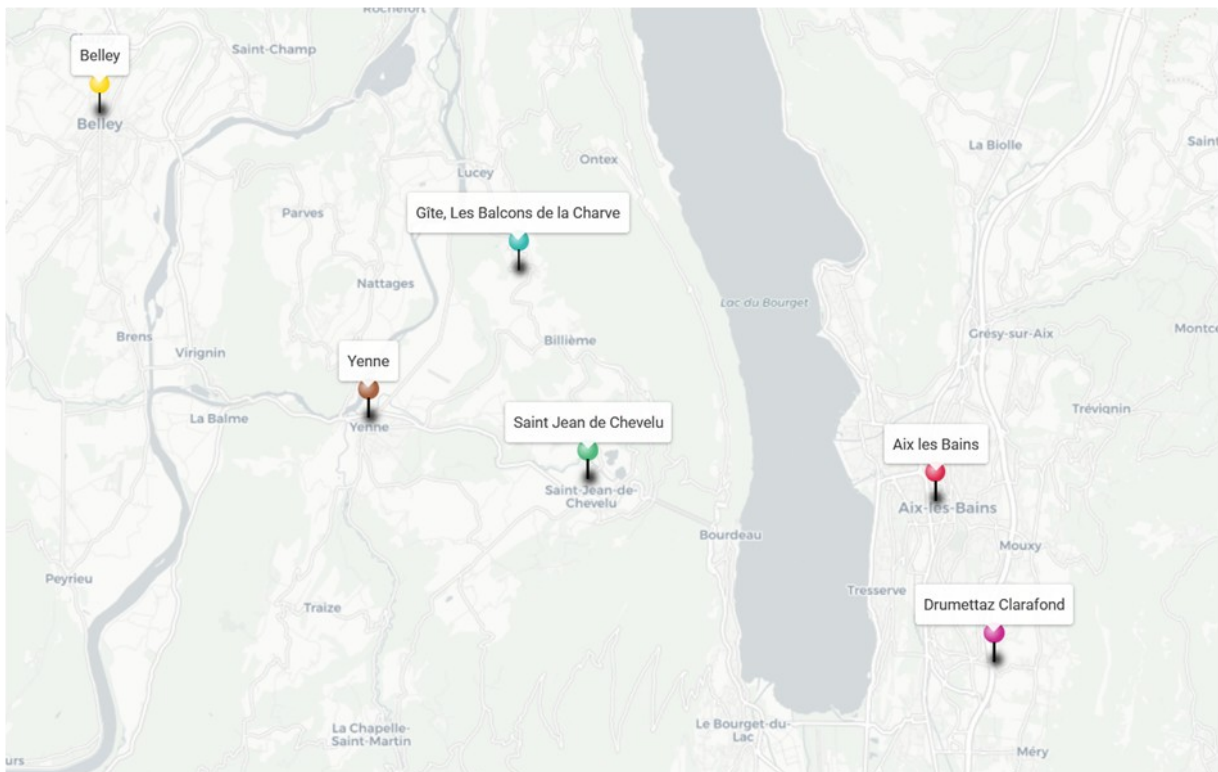 Rochefort
Belley
Saint-Champ
Belley
La Biolle
Ontex
Lucey
Gîte, Les Balcons de la Charve
Parves
Nattages
Lac du Bourget
Brens
Virignin
Billième
Grésy-sur-Aix
Yenne
La Balme
Yenne
Trévignin
Saint Jean de Chevelu
Aix les Bains
Saint-Jean-de-
Chevelu
Aix-les-Bains
Bourdeau
Mouxy
Peyrieu
Tresserve
Traize
Drumettaz Clarafond
La Chapelle-
Saint-Martin
Le Bourget-du-
Lac
Méry
Saint
Montce
urs